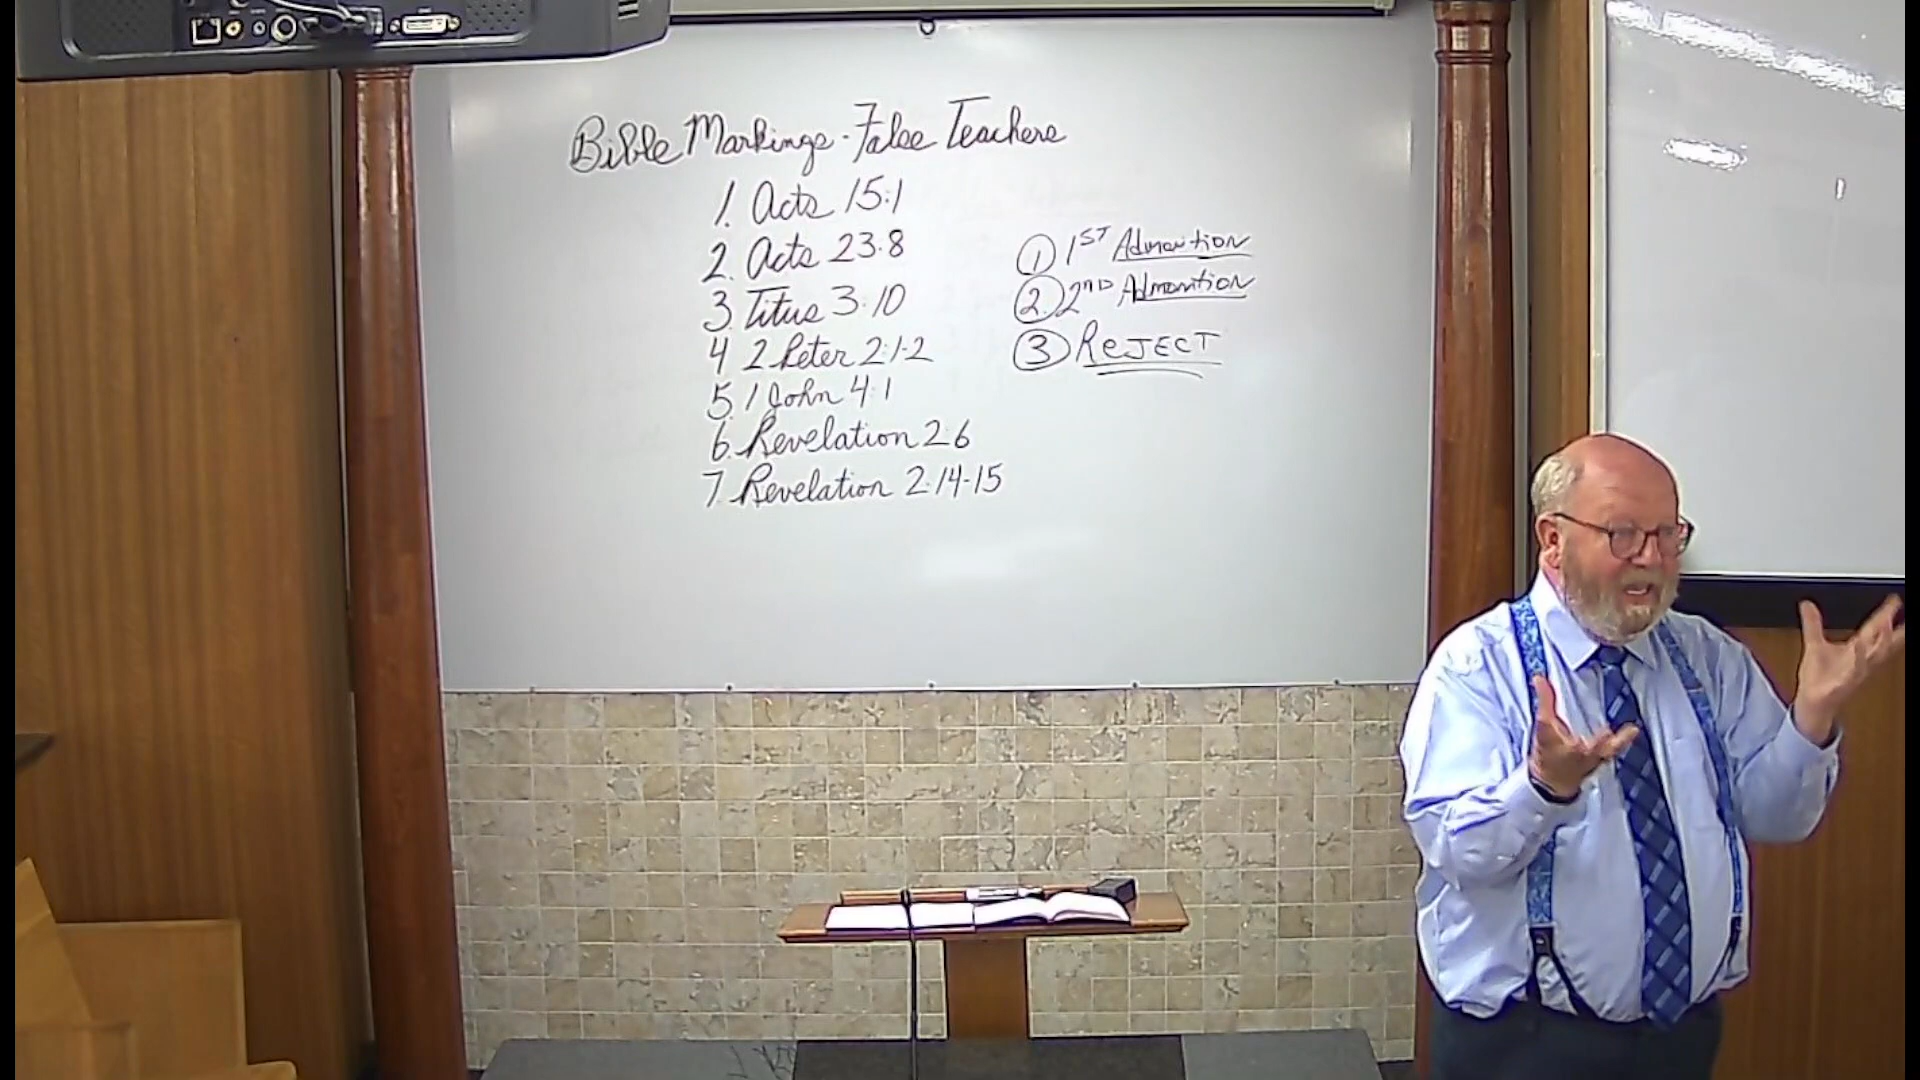 Bible Markings - False Teachers
1. Acts 15:1
2. Acts 23:8
3. Titus 3:10
4 2 Peter 2:1-2
5. 1 John 4:1
6. Revelation 2:6
7. Revelation 2:14-15
1 1ST Admonition
2. 2ND Admonition
3 ReJECT